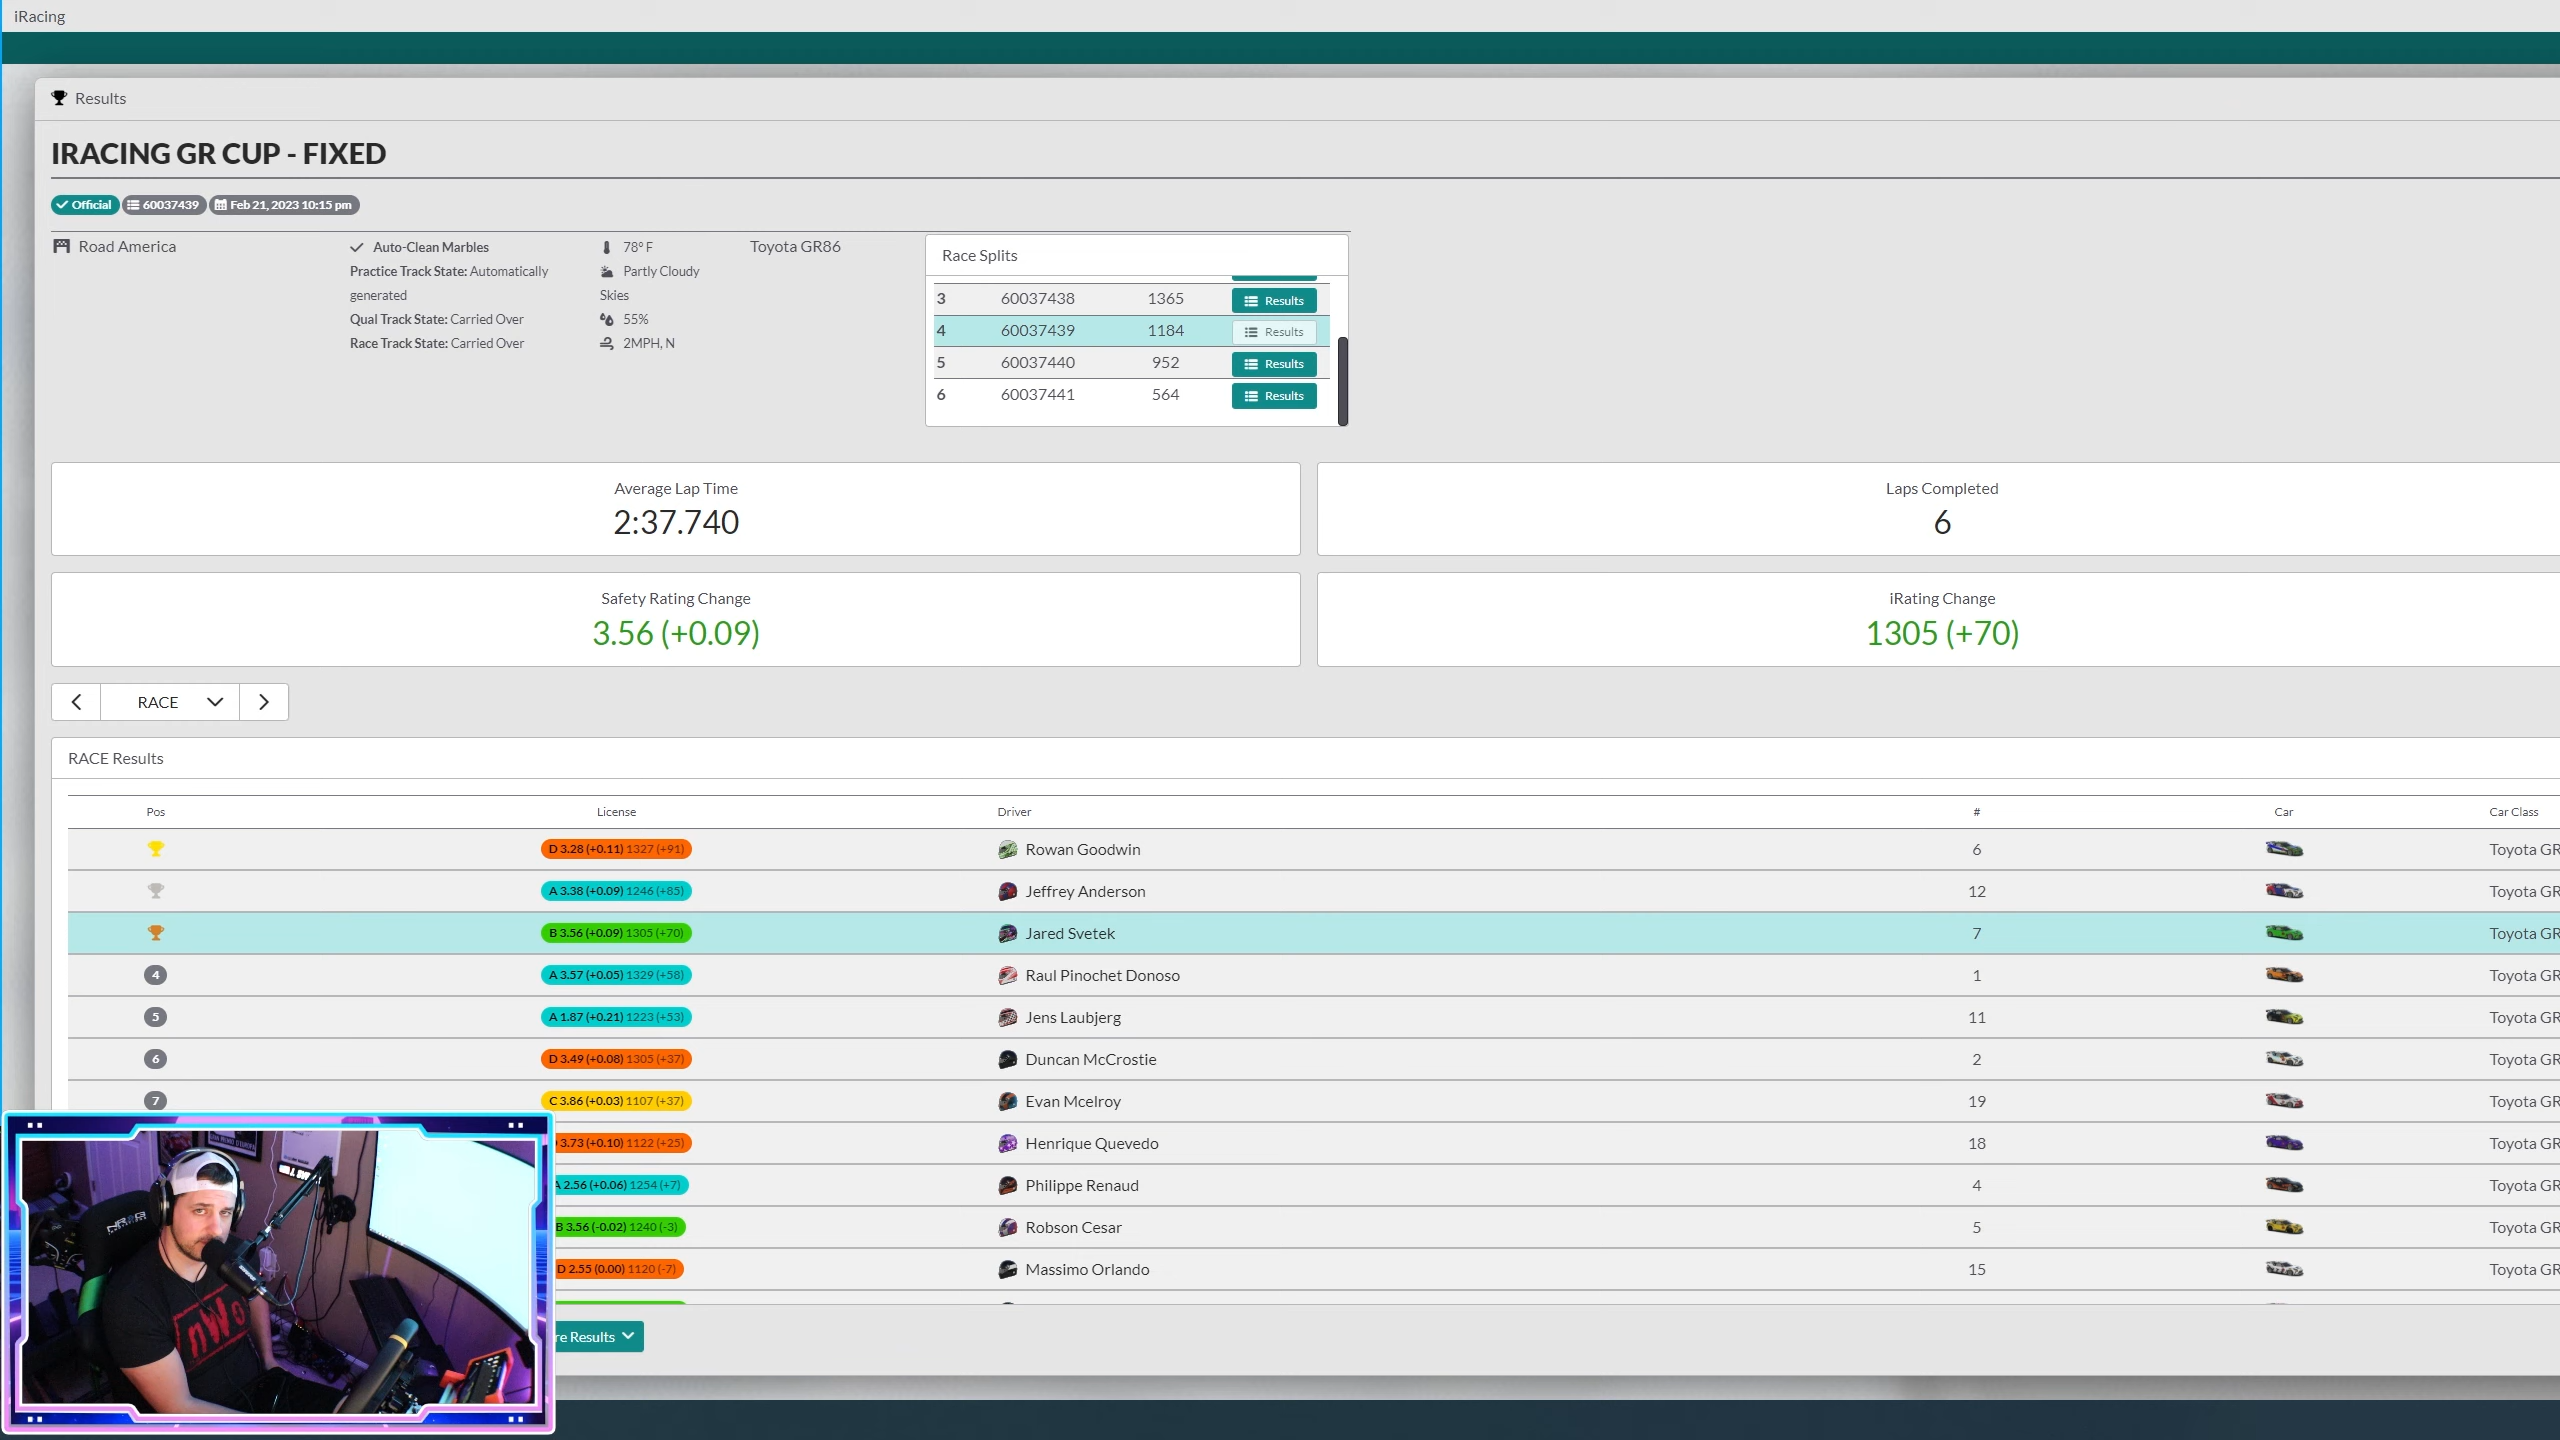 iRacing
Results
IRACING GR CUP - FIXED
Official 60037439 Feb 21, 2023 10:15 pm
Road America
Auto-Clean Marbles
Practice Track State: Automatically
generated
Qual Track State: Carried Over
Race Track State: Carried Over
78° F
Partly Cloudy
Skies
55%
2MPH, N
Toyota GR86
Race Splits
3 60037438 1365 Results
4 60037439 1184 Results
5 60037440 952 Results
6 60037441 564 Results
Average Lap Time
2:37.740
Laps Completed
6
Safety Rating Change
3.56 (+0.09)
iRating Change
1305 (+70)
RACE
RACE Results
Pos License Driver # Car Car Class
D 3.28 (+0.11) 1327 (+91) Rowan Goodwin 6 Toyota GR
A 3.38 (+0.09) 1246 (+85) Jeffrey Anderson 12 Toyota GR
B 3.56 (+0.09) 1305 (+70) Jared Svetek 7 Toyota GR
4 A 3.57 (+0.05) 1329 (+58) Raul Pinochet Donoso 1 Toyota GR
5 A 1.87 (+0.21) 1223 (+53) Jens Laubjerg 11 Toyota GR
6 D 3.49 (+0.08) 1305 (+37) Duncan McCrostie 2 Toyota GR
7 C 3.86 (+0.03) 1107 (+37) Evan Mcelroy 19 Toyota GR
3.73 (+0.10) 1122 (+25) Henrique Quevedo 18 Toyota GR
A 2.56 (+0.06) 1254 (+7) Philippe Renaud 4 Toyota GR
B 3.56 (-0.02) 1240 (-3) Robson Cesar 5 Toyota GR
D 2.55 (0.00) 1120 (-7) Massimo Orlando 15 Toyota GR
re Results
NRG
nWo